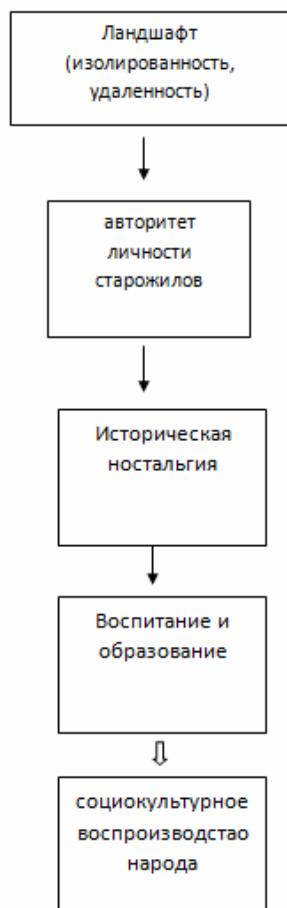 Ландшафт
(изолированность,
удаленность)
авторитет
личности
старожилов
Историческая
ностальгия
Воспитание и
образование
социокультурное
воспроизводстао
народа